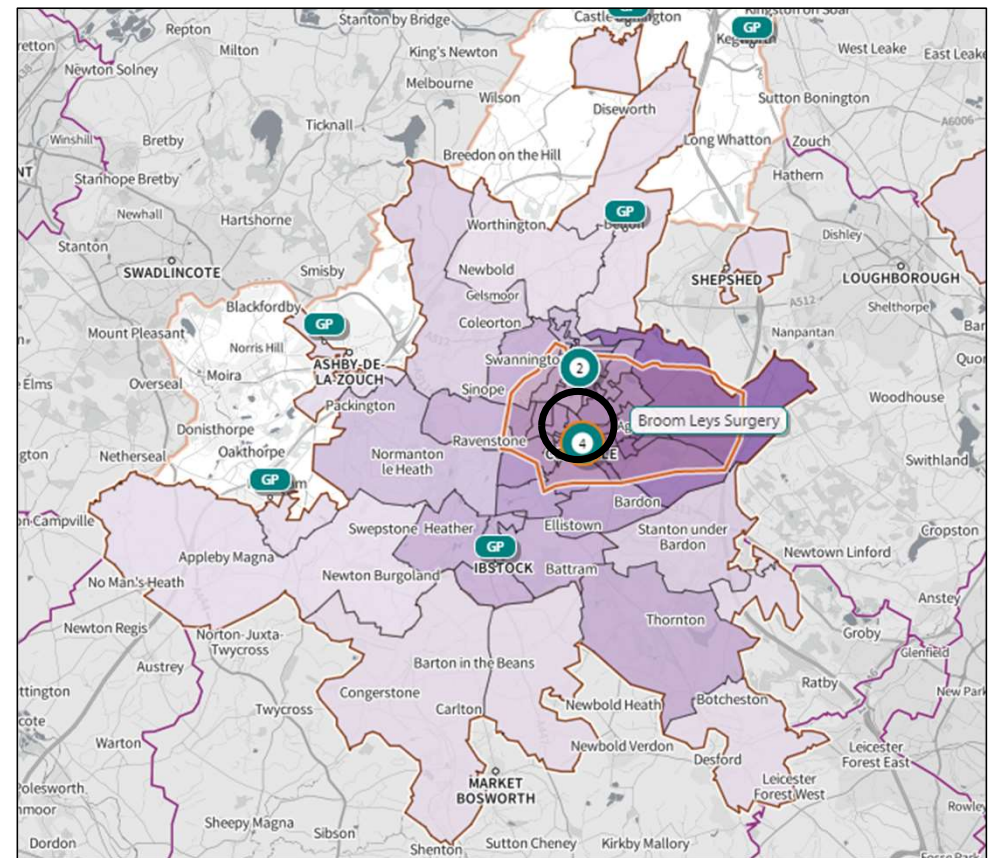 Repton
Stanton by Bridge
Castle Donington
Kingston on Soar
GP
Kegworth
Milton
King's Newton
West Leake
East Leake
Newton Solney
Melbourne
Wilson
Diseworth
Sutton Bonington
A6006
Winshill
Bretby
Ticknall
Breedon on the Hill
Long Whatton
Zouch
Stanhope Bretby
Hathern
Newhall
Hartshorne
Worthington
GP
Dishley
Stanton
SWADLINCOTE
Smisby
Newbold
SHEPSHED
LOUGHBOROUGH
Gelsmoor
A512
Shelthorpe
Blackfordby
GP
Coleorton
Mount Pleasant
Norris Hill
Nanpantan
Swannington
2
Elms
Overseal
Moira
ASHBY-DE-
LA-ZOUCH
Sinope
Woodhouse
Packington
Broom Leys Surgery
Donisthorpe
Ravenstone
4
Netherseal
Oakthorpe
Normanton
le Heath
Swithland
GP
Bardon
Swepstone
Heather
Ellistown
Stanton under
Bardon
Cropston
Appleby Magna
GP
IBSTOCK
Battram
Newtown Linford
No Man's Heath
Newton Burgoland
Anstey
Newton Regis
Norton-Juxta-
Twycross
Thornton
Groby
Glenfield
Austrey
Barton in the Beans
Ratby
Congerstone
Carlton
Newbold Heath
Botcheston
Twycross
Warton
Newbold Verdon
Desford
Leicester
Forest East
MARKET
BOSWORTH
Leicester
Forest West
Sheepy Magna
Sibson
Dordon
Shenton
Sutton Cheney
Kirkby Mallory